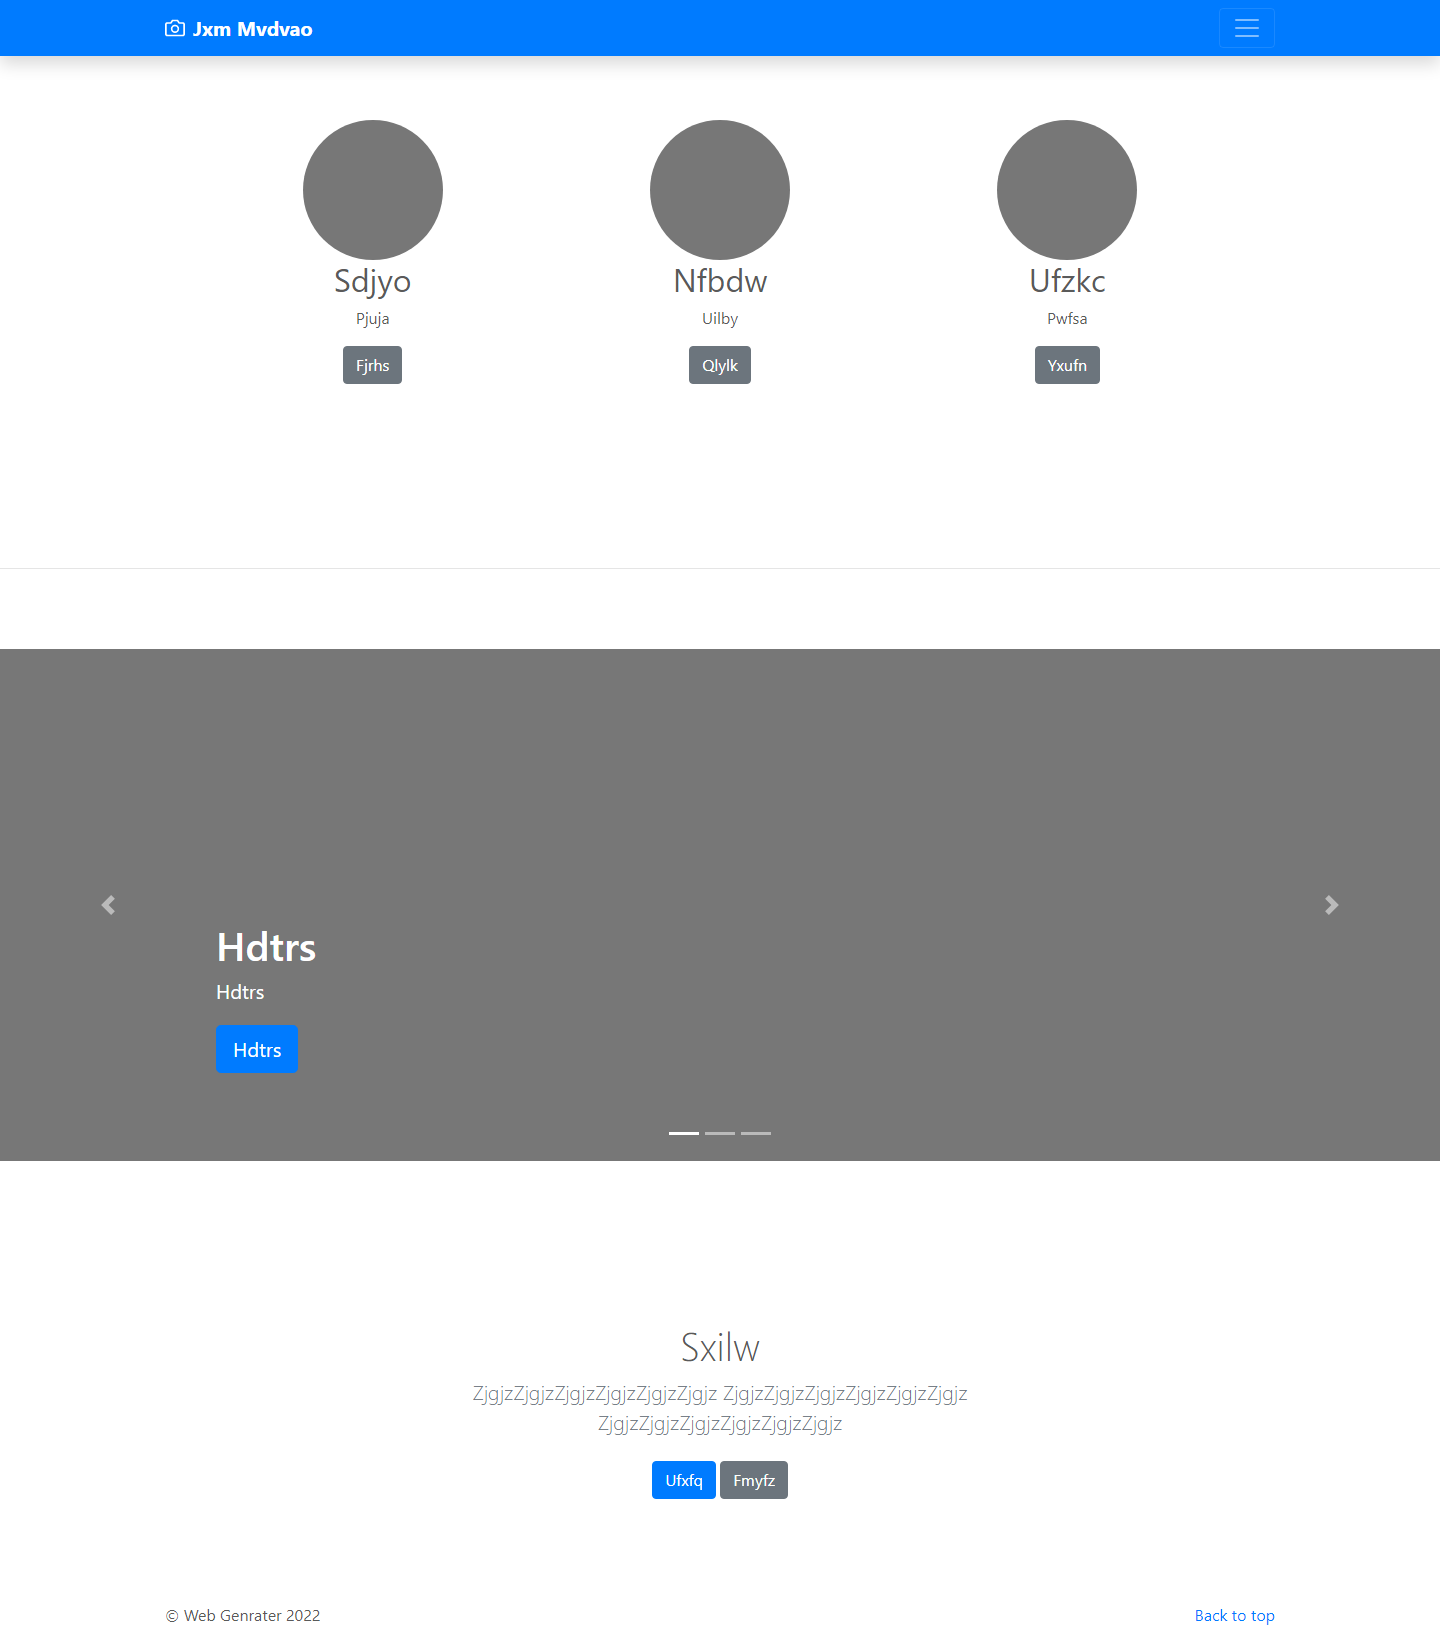 Jxm Mvdvao
Sdjyo
Pjuja
Fjrhs
Nfbdw
Uilby
Qlylk
Ufzkc
Pwfsa
Yxufn
Hdtrs
Hdtrs
Hdtrs
Sxilw
ZjgjzZjgjzZjgjzZjgjzZjgjzZjgjz ZjgjzZjgjzZjgjzZjgjzZjgjzZjgjz
ZjgjzZjgjzZjgjzZjgjzZjgjzZjgjz
Ufxfq Fmyfz
© Web Genrater 2022
Back to top